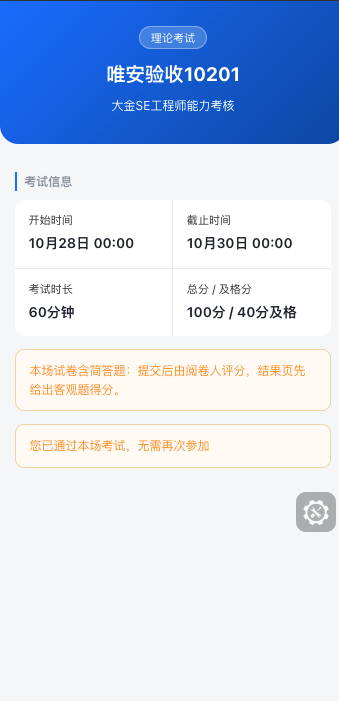 理论考试
唯安验收10201
大金SE工程师能力考核
考试信息
开始时间
10月28日 00:00
截止时间
10月30日 00:00
考试时长
60分钟
总分 / 及格分
100分 / 40分及格
本场试卷含简答题：提交后由阅卷人评分，结果页先
给出客观题得分。
您已通过本场考试，无需再次参加